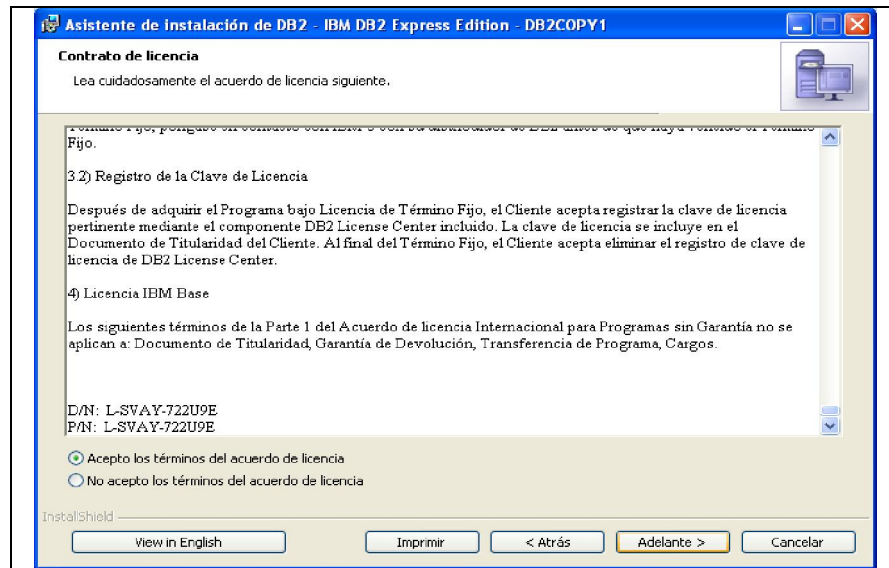 Asistente de instalación de DB2 - IBM DB2 Express Edition - DB2COPY1
Contrato de licencia
Lea cuidadosamente el acuerdo de licencia siguiente.
Fijo.
3.2) Registro de la Clave de Licencia
Después de adquirir el Programa bajo Licencia de Término Fijo, el Cliente acepta registrar la clave de licencia
pertinente mediante el componente DB2 License Center incluido. La clave de licencia se incluye en el
Documento de Titularidad del Cliente. Al final del Término Fijo, el Cliente acepta eliminar el registro de clave de
licencia de DB2 License Center.
4) Licencia IBM Base
Los siguientes términos de la Parte 1 del Acuerdo de licencia Internacional para Programas sin Garantía no se
aplican a: Documento de Titularidad, Garantía de Devolución, Transferencia de Programa, Cargos.
D/N: L-SVAY-722U9E
P/N: L-SVAY-722U9E
Acepto los términos del acuerdo de licencia
No acepto los términos del acuerdo de licencia
InstallShield
View in English Imprimir < Atrás Adelante > Cancelar